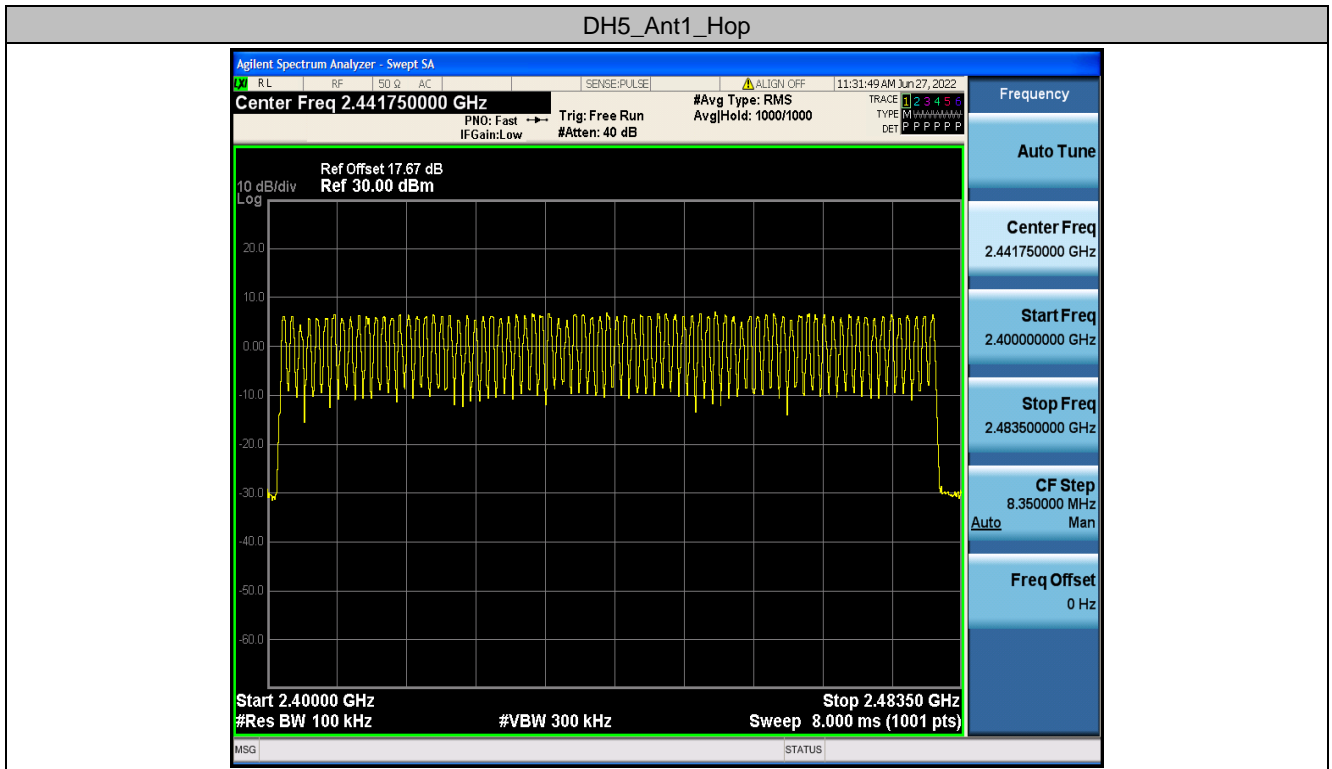 DH5_Ant1_Hop
Agilent Spectrum Analyzer - Swept SA
LXI RL RF 50 Ω AC SENSE:PULSE ALIGN OFF 11:31:49 AM Jun 27, 2022
Center Freq 2.441750000 GHz
PNO: Fast
IFGain:Low
Trig: Free Run
#Atten: 40 dB
#Avg Type: RMS
Avg|Hold: 1000/1000
TRACE 1 2 3 4 5 6
TYPE M WWWWW
DET P P P P P P
Ref Offset 17.67 dB
10 dB/div Ref 30.00 dBm
Log
20.0
10.0
0.00
-10.0
-20.0
-30.0
-40.0
-50.0
-60.0
Start 2.40000 GHz Stop 2.48350 GHz
#Res BW 100 kHz #VBW 300 kHz Sweep 8.000 ms (1001 pts)
MSG STATUS
Frequency
Auto Tune
Center Freq
2.441750000 GHz
Start Freq
2.400000000 GHz
Stop Freq
2.483500000 GHz
CF Step
8.350000 MHz
Auto Man
Freq Offset
0 Hz